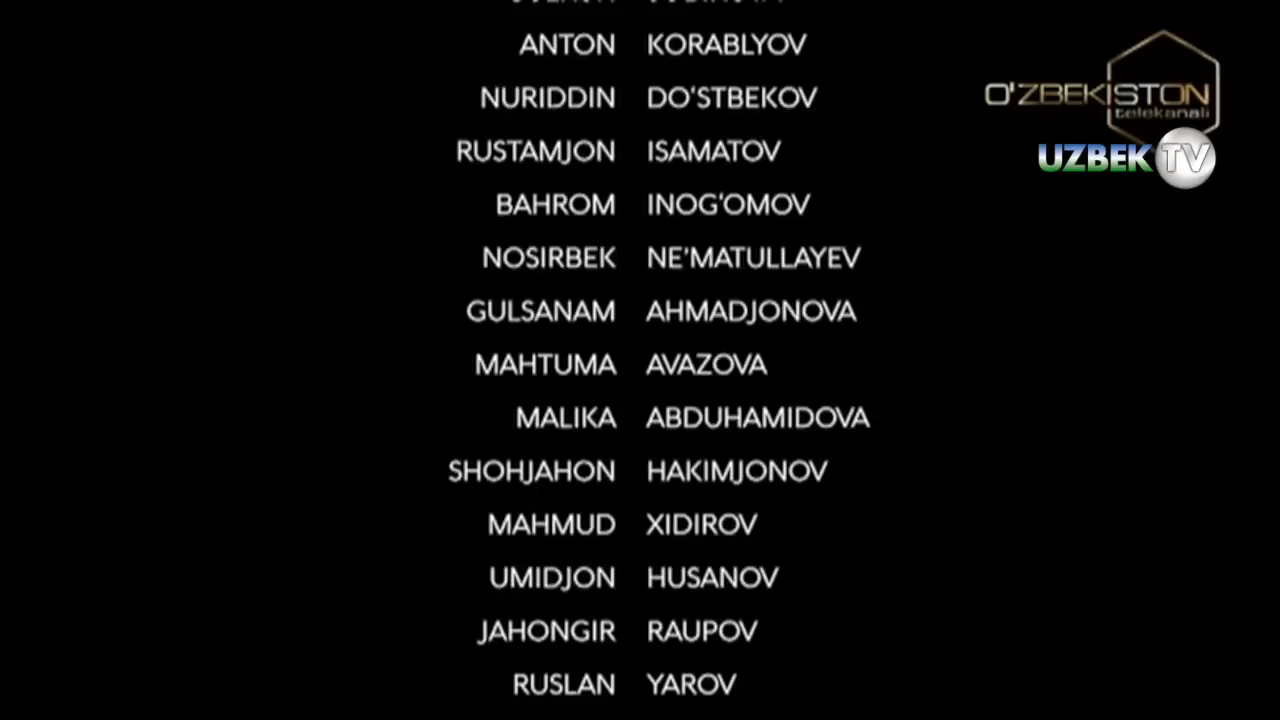 ANTON KORABLYOV
NURIDDIN DO‘STBEKOV
RUSTAMJON ISAMATOV
BAHROM INOG‘OMOV
NOSIRBEK NE’MATULLAYEV
GULSANAM AHMADJONOVA
MAHTUMA AVAZOVA
MALIKA ABDUHAMIDOVA
SHOHJAHON HAKIMJONOV
MAHMUD XIDIROV
UMIDJON HUSANOV
JAHONGIR RAUPOV
RUSLAN YAROV
O'ZBEKISTON
telekanali
UZBEK TV